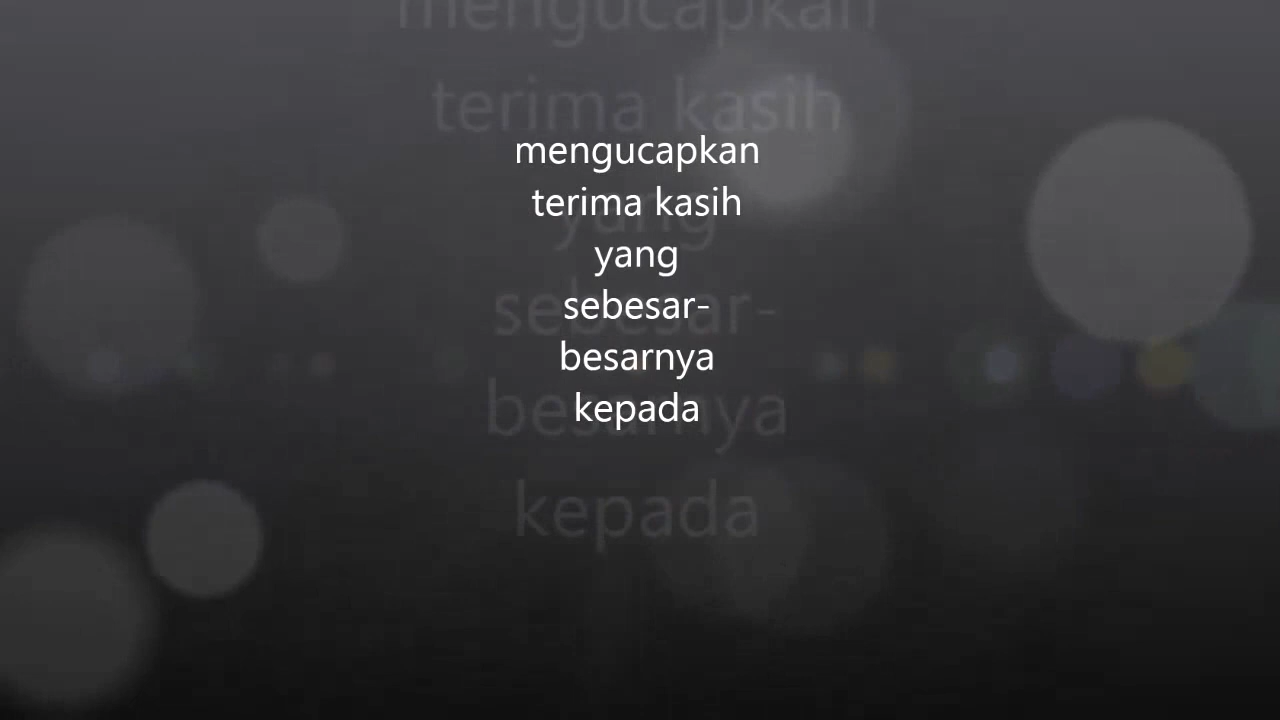 mengucapkan
terima kasih
yang
sebesar-
besarnya
kepada